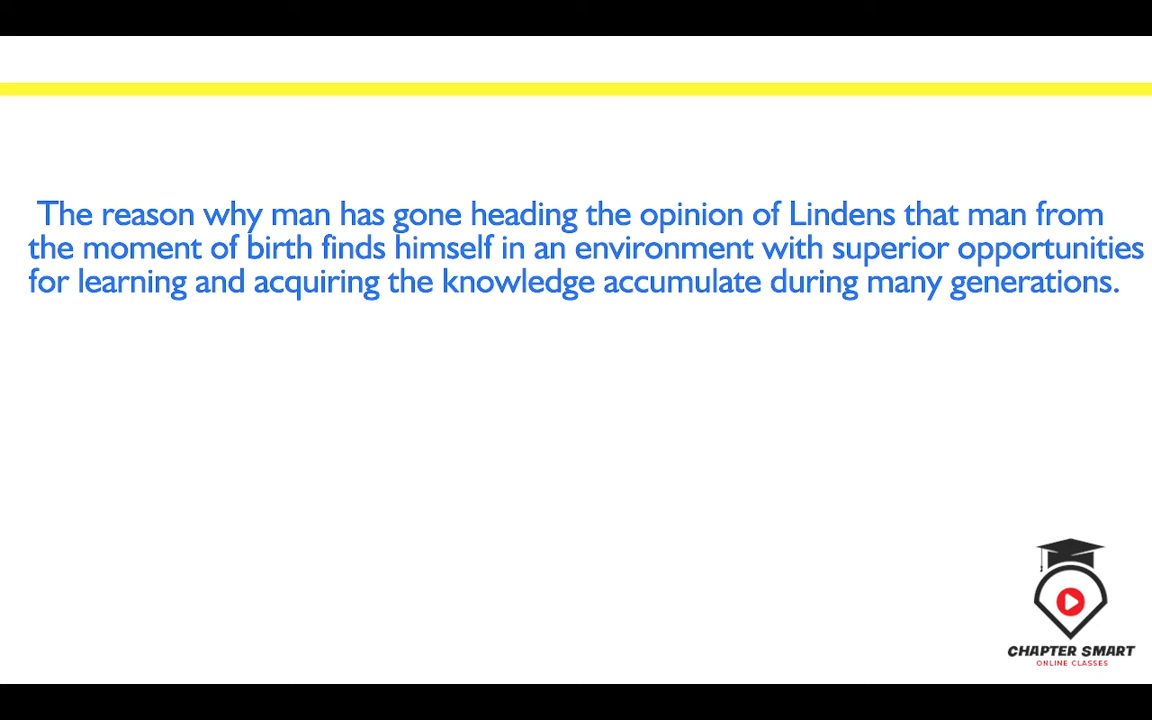 The reason why man has gone heading the opinion of Lindens that man from
the moment of birth finds himself in an environment with superior opportunities
for learning and acquiring the knowledge accumulate during many generations.
CHAPTER SMART
ONLINE CLASSES